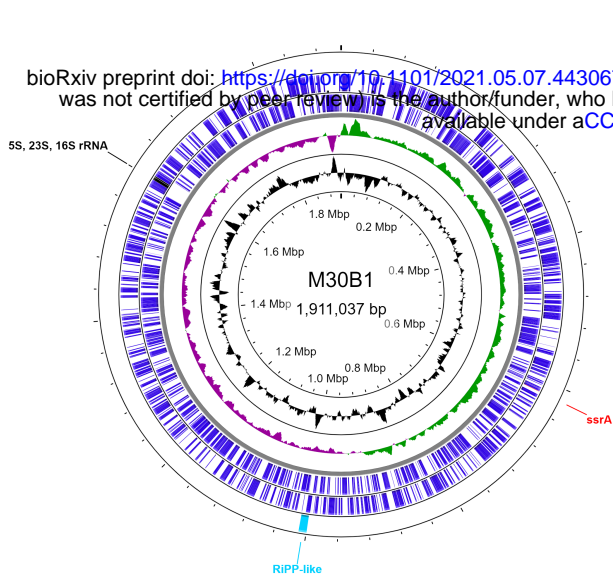 bioRxiv preprint doi: https://doi.org/10.1101/2021.05.07.44306
was not certified by peer review) is the author/funder, who
available under aCC
5S, 23S, 16S rRNA
1.8 Mbp
0.2 Mbp
1.6 Mbp
0.4 Mbp
M30B1
1.4 Mbp
1,911,037 bp
0.6 Mbp
1.2 Mbp
0.8 Mbp
1.0 Mbp
ssrA
RiPP-like